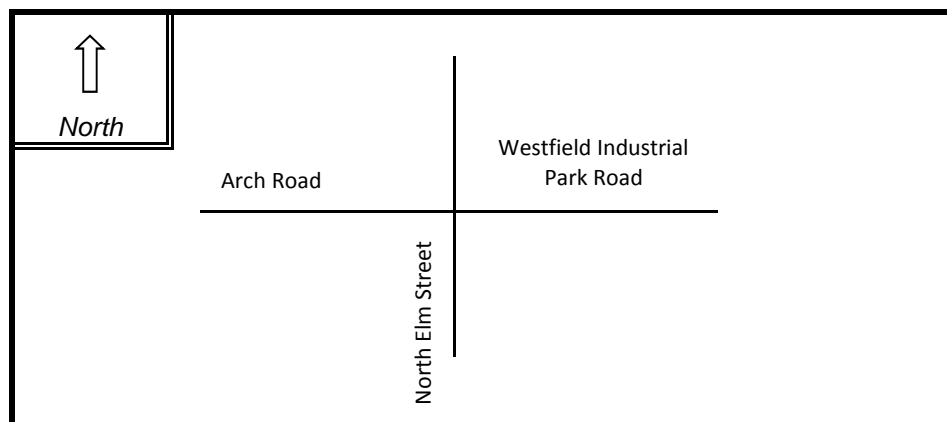 North
Westfield Industrial
Park Road
Arch Road
North Elm Street